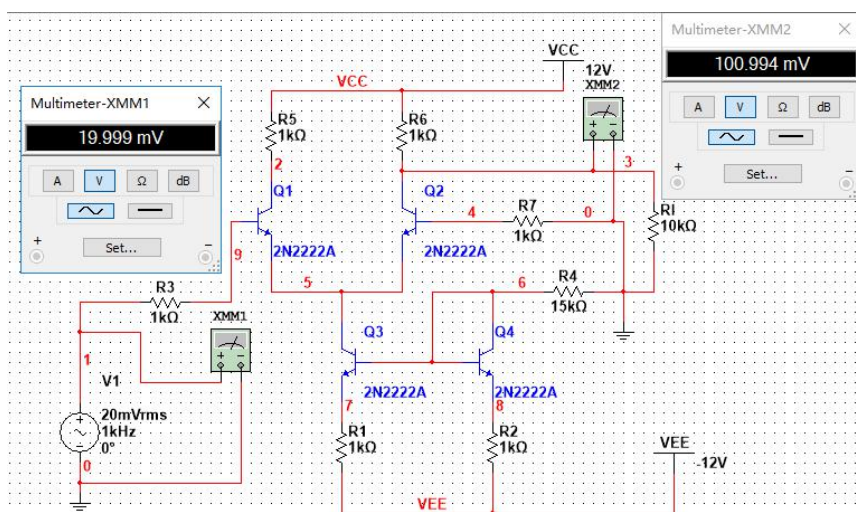 Multimeter-XMM2
100.994 mV
A V Ω dB
+ Set... -
VCC
12V
XMM2
VCC
Multimeter-XMM1
19.999 mV
A V Ω dB
+ Set... -
R5
1kΩ
R6
1kΩ
2
3
Q1
Q2
4
R7
1kΩ
0
Rl
10kΩ
9
2N2222A
2N2222A
5
6
R4
15kΩ
R3
1kΩ
XMM1
Q3
Q4
1
2N2222A
2N2222A
V1
7
8
20mVrms
1kHz
0°
R1
1kΩ
R2
1kΩ
VEE
-12V
0
VEE